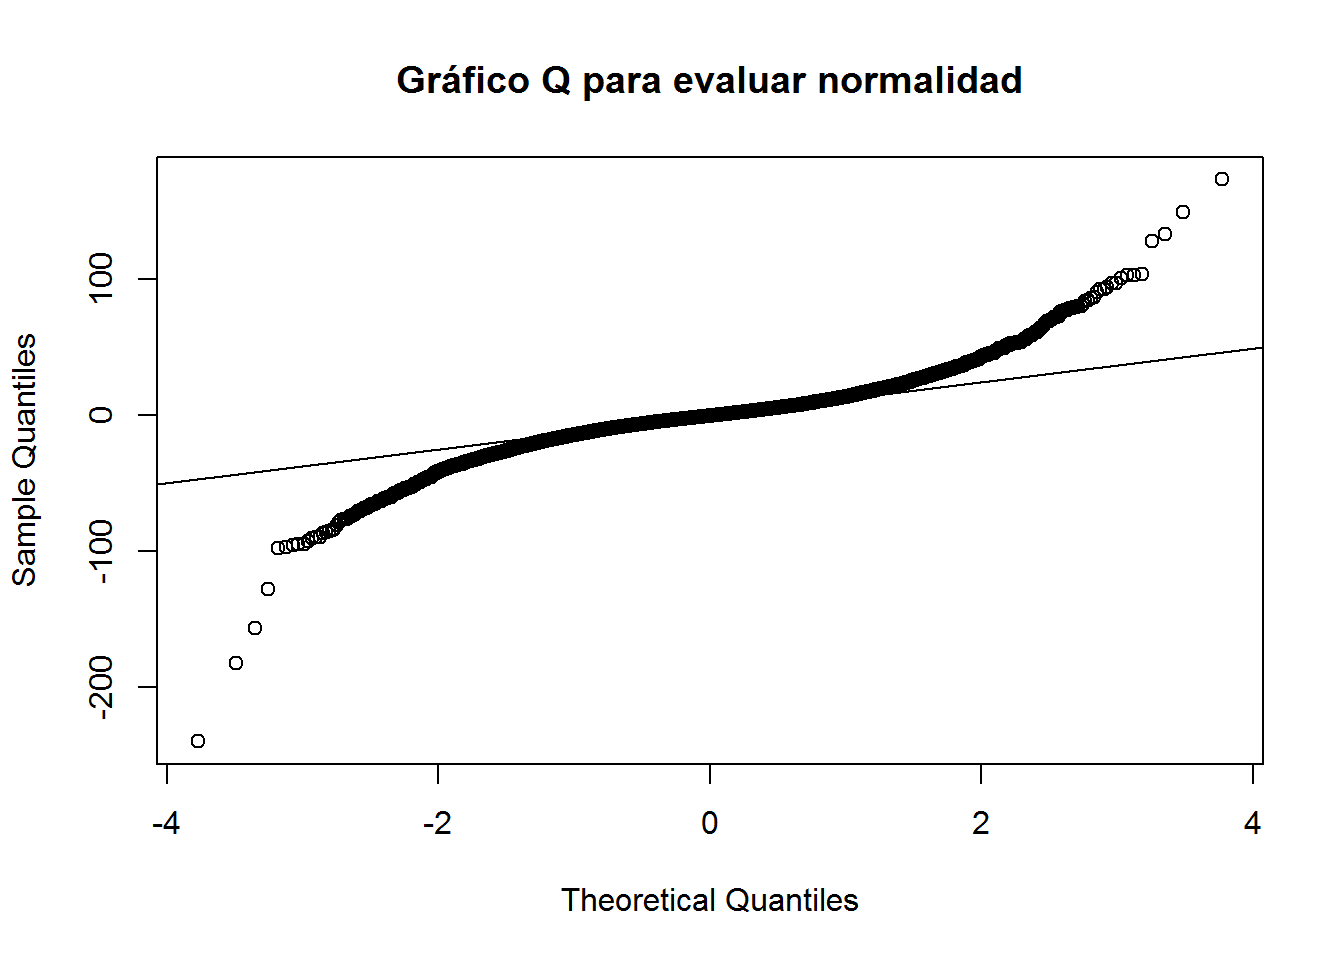 Gráfico Q para evaluar normalidad
Sample Quantiles
100
0
-100
-200
-4 -2 0 2 4
Theoretical Quantiles